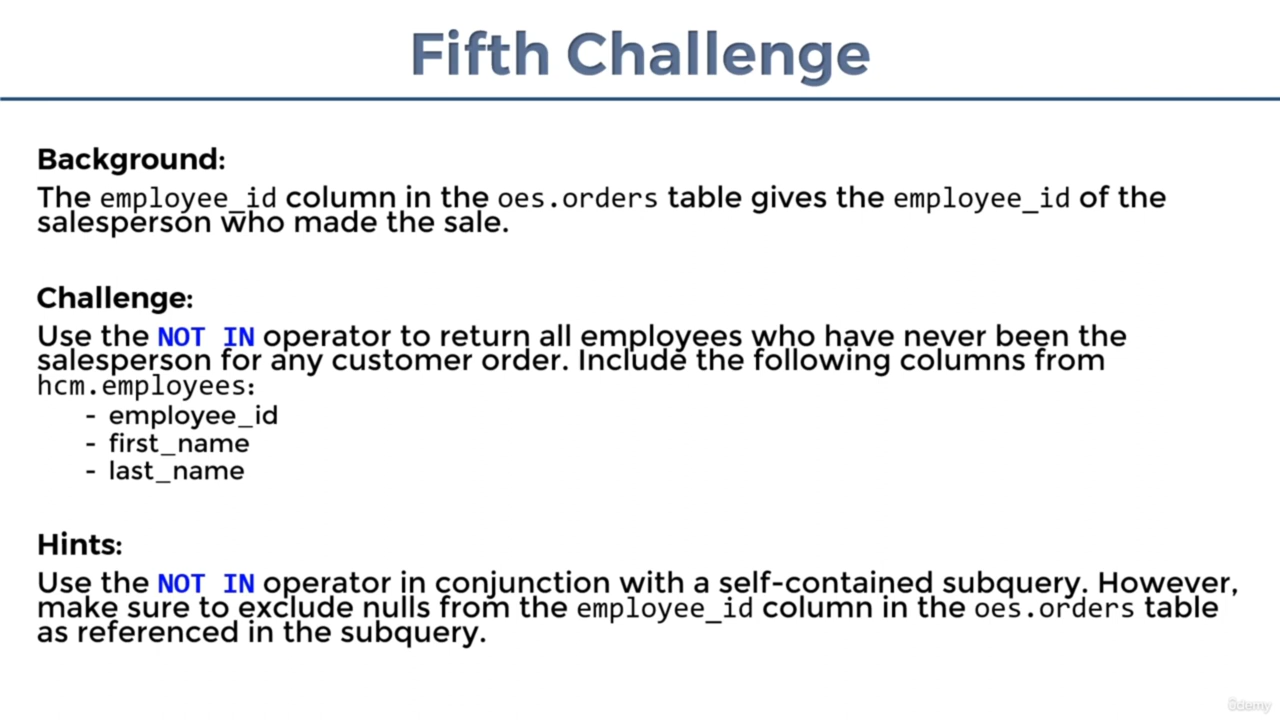 Fifth Challenge
Background:
The employee_id column in the oes.orders table gives the employee_id of the
salesperson who made the sale.
Challenge:
Use the NOT IN operator to return all employees who have never been the
salesperson for any customer order. Include the following columns from
hcm.employees:
- employee_id
- first_name
- last_name
Hints:
Use the NOT IN operator in conjunction with a self-contained subquery. However,
make sure to exclude nulls from the employee_id column in the oes.orders table
as referenced in the subquery.
ûdemy